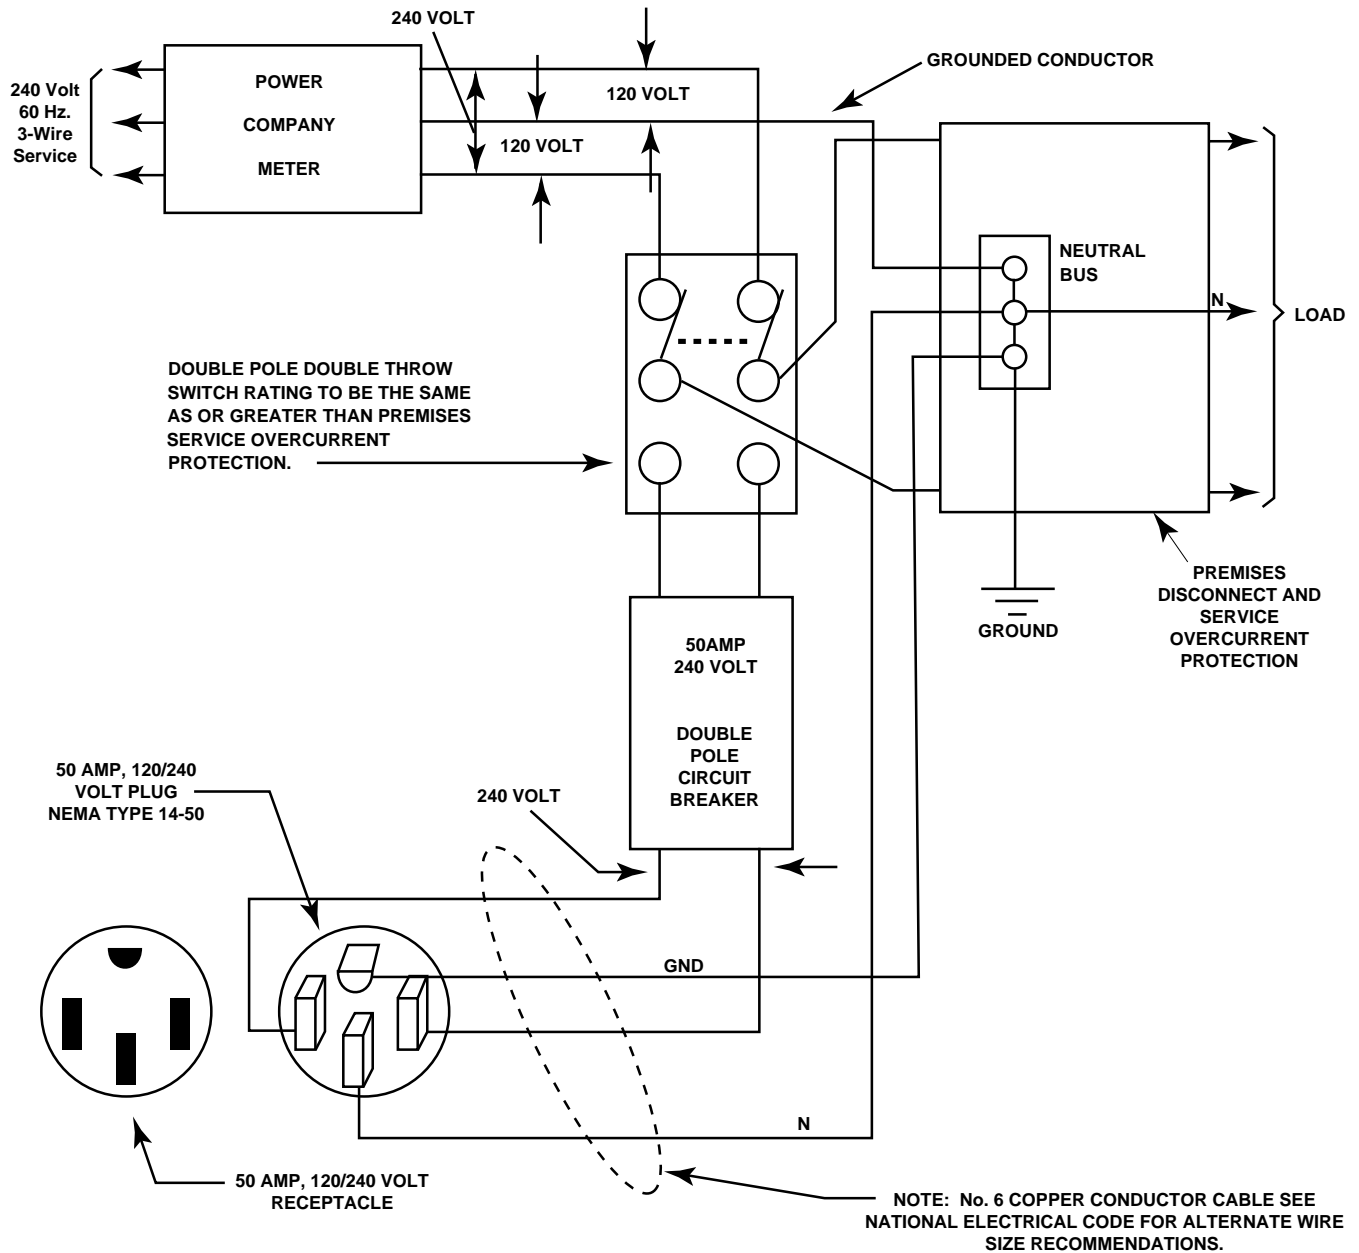 240 VOLT
GROUNDED CONDUCTOR
240 Volt
60 Hz.
3-Wire
Service
POWER
COMPANY
METER
120 VOLT
120 VOLT
NEUTRAL
BUS
N
LOAD
DOUBLE POLE DOUBLE THROW
SWITCH RATING TO BE THE SAME
AS OR GREATER THAN PREMISES
SERVICE OVERCURRENT
PROTECTION.
GROUND
PREMISES
DISCONNECT AND
SERVICE
OVERCURRENT
PROTECTION
50AMP
240 VOLT
DOUBLE
POLE
CIRCUIT
BREAKER
50 AMP, 120/240
VOLT PLUG
NEMA TYPE 14-50
240 VOLT
GND
N
50 AMP, 120/240 VOLT
RECEPTACLE
NOTE: No. 6 COPPER CONDUCTOR CABLE SEE
NATIONAL ELECTRICAL CODE FOR ALTERNATE WIRE
SIZE RECOMMENDATIONS.